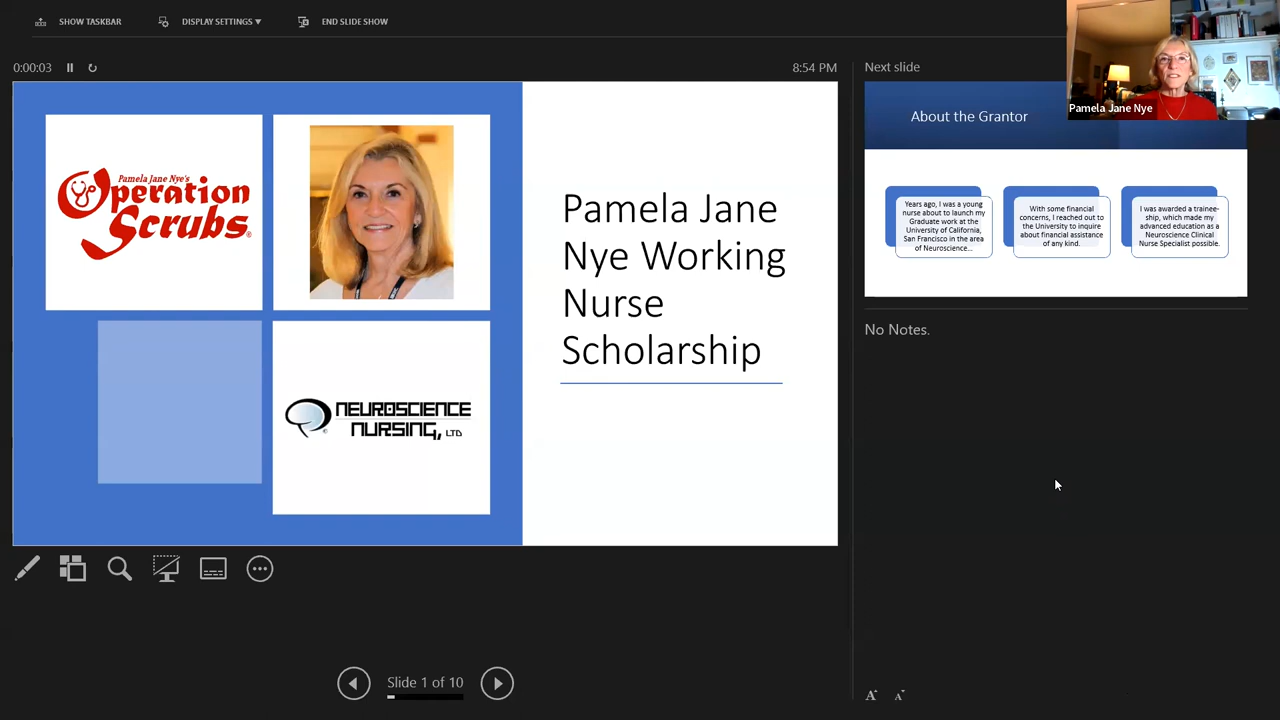 SHOW TASKBAR
DISPLAY SETTINGS ▼
END SLIDE SHOW
0:00:03
8:54 PM
Next slide
Pamela Jane Nye
Pamela Jane Nye's
Operation
Scrubs®
NEUROSCIENCE
NURSING, LTD
Pamela Jane
Nye Working
Nurse
Scholarship
About the Grantor
Years ago, I was a young
nurse about to launch my
Graduate work at the
University of California,
San Francisco in the area
of Neuroscience...
With some financial
concerns, I reached out to
the University to inquire
about financial assistance
of any kind.
I was awarded a trainee-
ship, which made my
advanced education as a
Neuroscience Clinical
Nurse Specialist possible.
No Notes.
Slide 1 of 10
A A